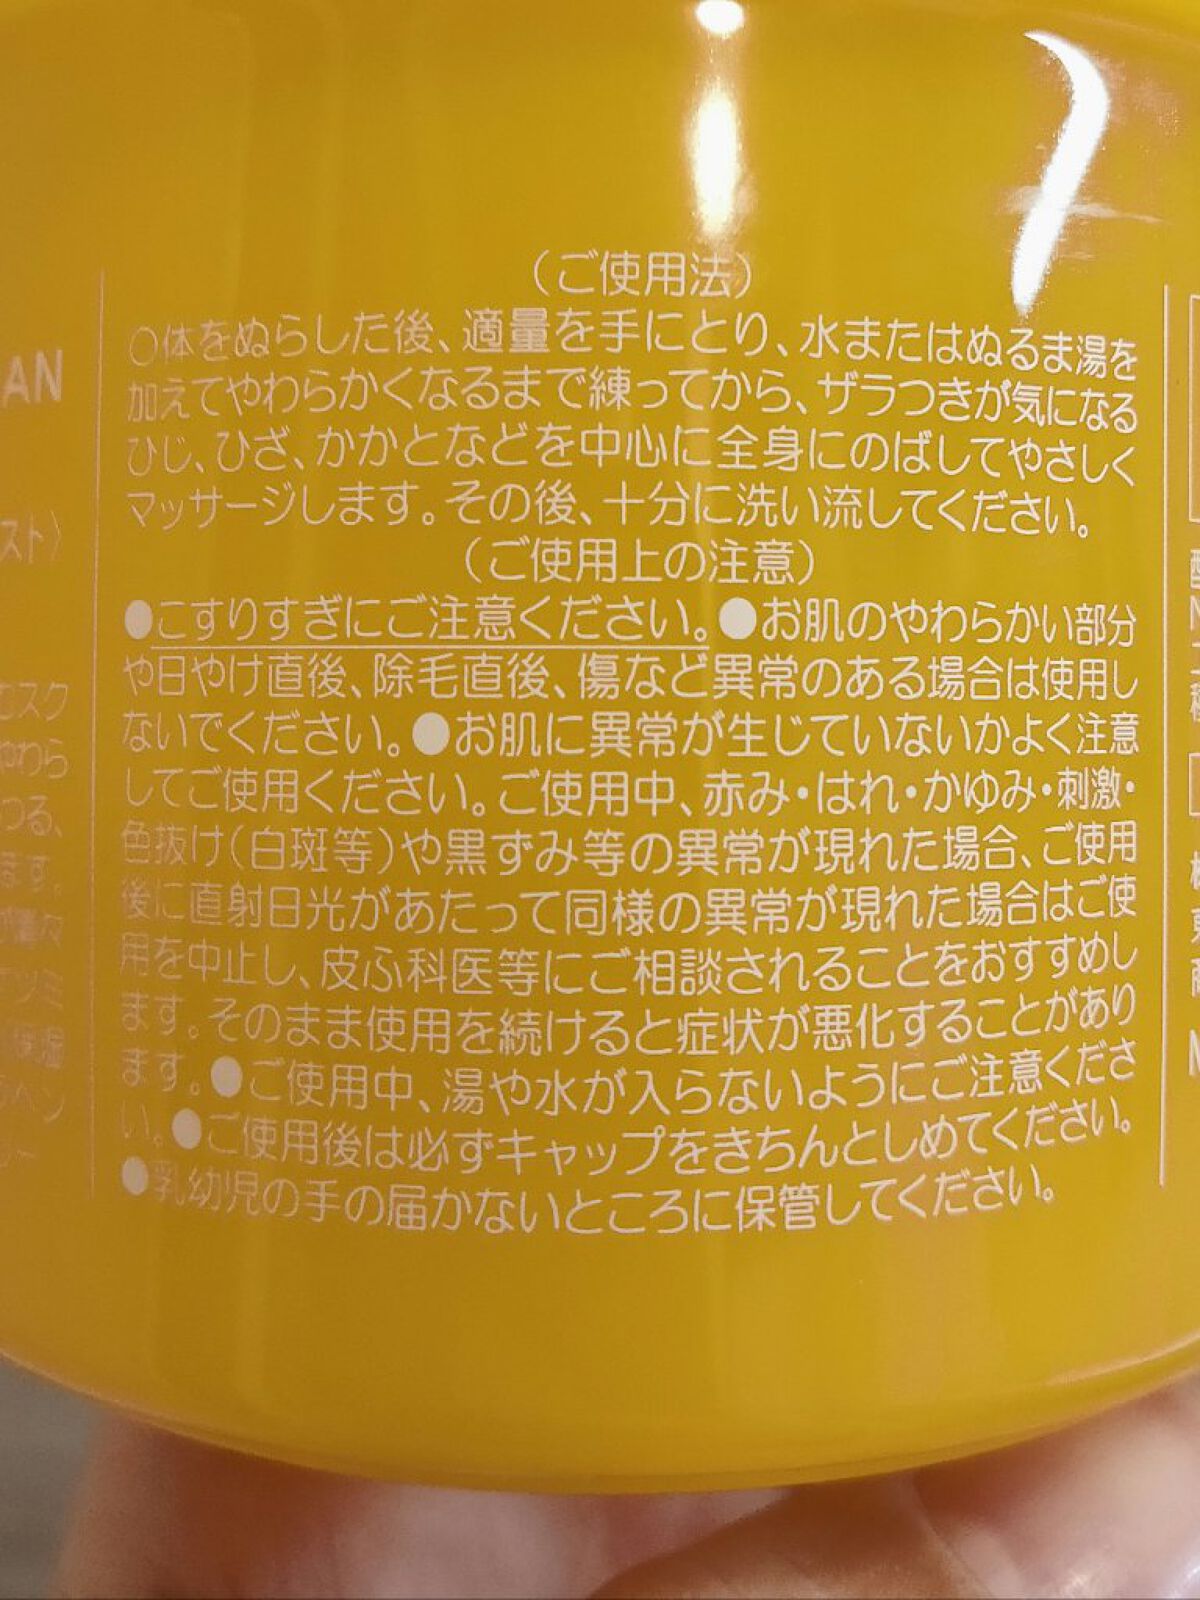 （ご使用法）
○体をぬらした後、適量を手にとり、水またはぬるま湯を
加えてやわらかくなるまで練ってから、ザラつきが気になる
ひじ、ひざ、かかとなどを中心に全身にのばしてやさしく
マッサージします。その後、十分に洗い流してください。
（ご使用上の注意）
●こすりすぎにご注意ください。●お肌のやわらかい部分
や日やけ直後、除毛直後、傷など異常のある場合は使用し
ないでください。●お肌に異常が生じていないかよく注意
してご使用ください。ご使用中、赤み・はれ・かゆみ・刺激・
色抜け（白斑等）や黒ずみ等の異常が現れた場合、ご使用
後に直射日光があたって同様の異常が現れた場合はご使
用を中止し、皮ふ科医等にご相談されることをおすすめし
ます。そのまま使用を続けると症状が悪化することがあり
ます。●ご使用中、湯や水が入らないようにご注意くださ
い。●ご使用後は必ずキャップをきちんとしめてください。
●乳幼児の手の届かないところに保管してください。
AN
スト）
スク
やわら
つる、
ます。